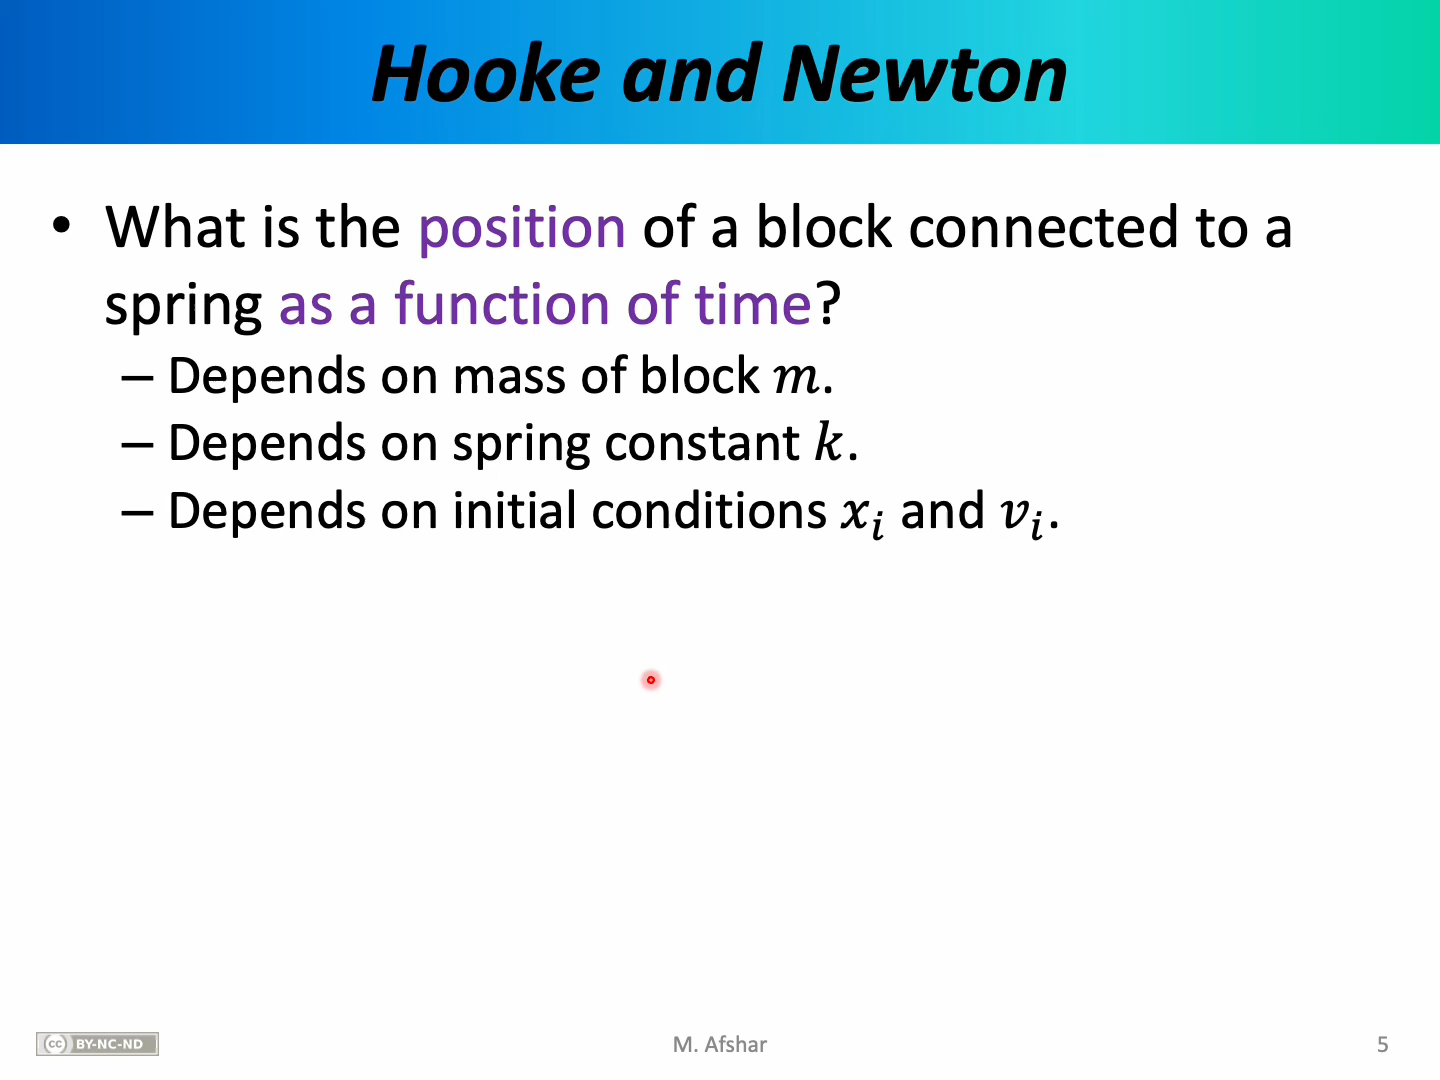 Hooke and Newton
• What is the position of a block connected to a
spring as a function of time?
– Depends on mass of block 𝑚.
– Depends on spring constant 𝑘.
– Depends on initial conditions 𝑥ᵢ and 𝑣ᵢ.
cc BY-NC-ND
M. Afshar
5